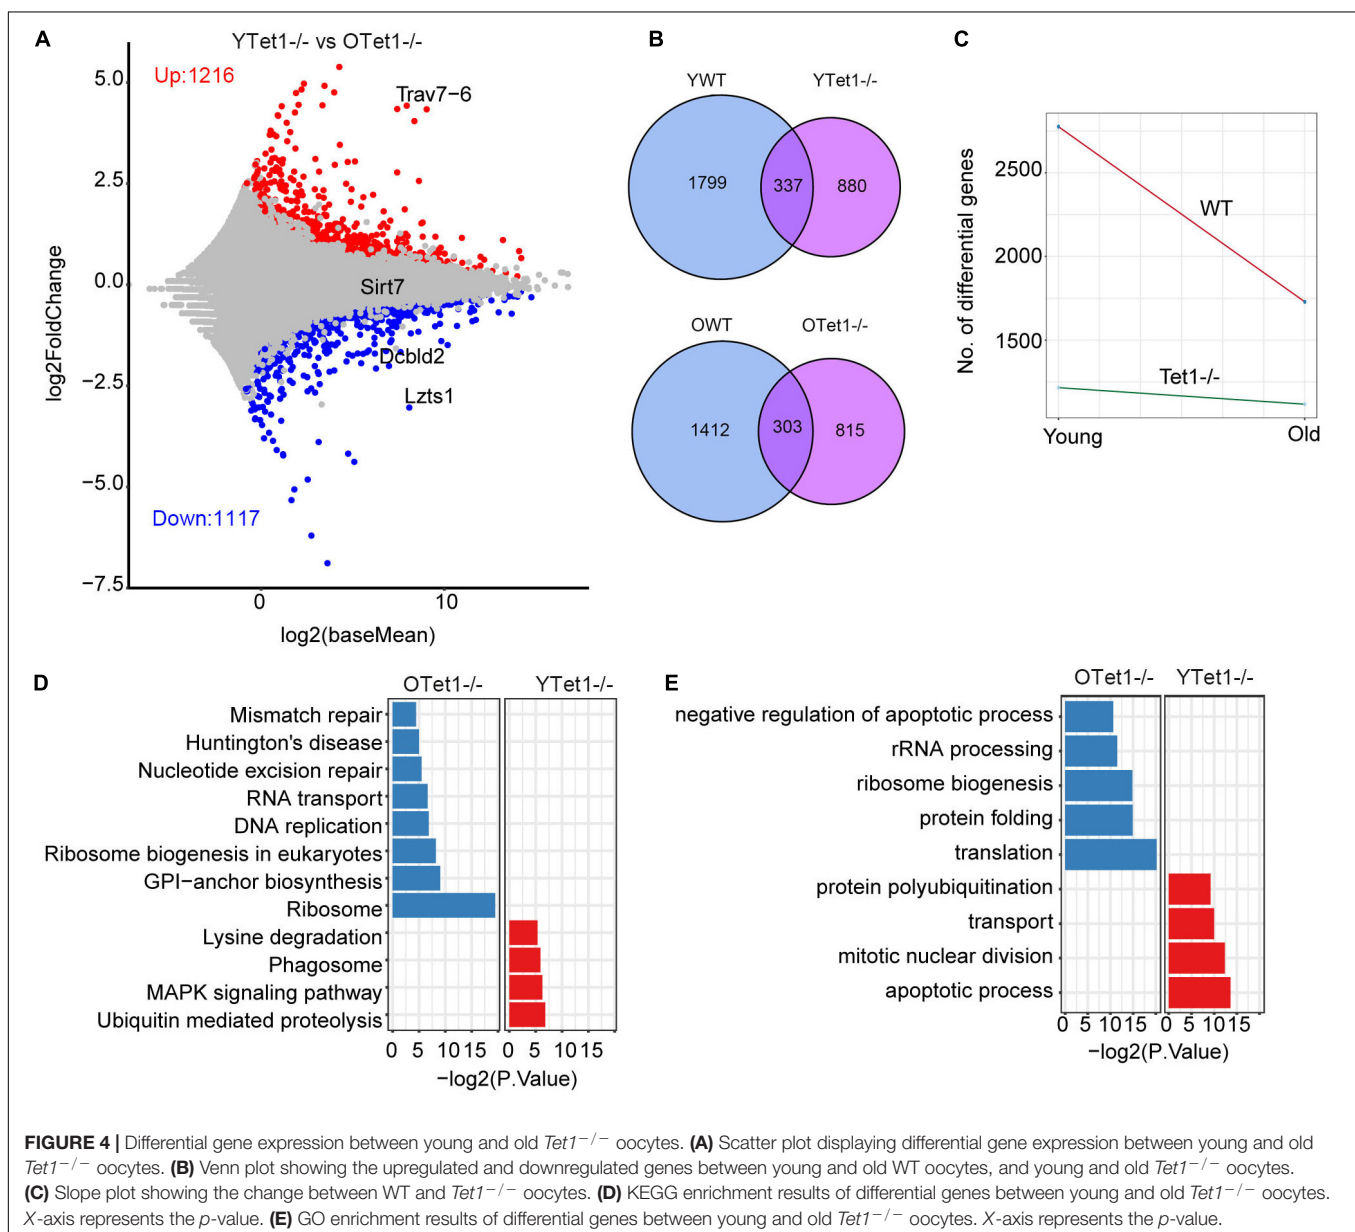 A
YTet1-/- vs OTet1-/-
Up:1216
Trav7−6
Sirt7
Dcbld2
Lzts1
Down:1117
5.0
2.5
0.0
−2.5
−5.0
−7.5
log2FoldChange
0 10
log2(baseMean)
B
YWT YTet1-/-
1799 337 880
OWT OTet1-/-
1412 303 815
C
No. of differential genes
2500
2000
1500
WT
Tet1-/-
Young Old
D
OTet1-/- YTet1-/-
Mismatch repair
Huntington's disease
Nucleotide excision repair
RNA transport
DNA replication
Ribosome biogenesis in eukaryotes
GPI−anchor biosynthesis
Ribosome
Lysine degradation
Phagosome
MAPK signaling pathway
Ubiquitin mediated proteolysis
0 5 10 15 0 5 10 15
−log2(P.Value)
E
OTet1-/- YTet1-/-
negative regulation of apoptotic process
rRNA processing
ribosome biogenesis
protein folding
translation
protein polyubiquitination
transport
mitotic nuclear division
apoptotic process
0 5 10 15 0 5 10 15
−log2(P.Value)
FIGURE 4 | Differential gene expression between young and old Tet1−/− oocytes. (A) Scatter plot displaying differential gene expression between young and old
Tet1−/− oocytes. (B) Venn plot showing the upregulated and downregulated genes between young and old WT oocytes, and young and old Tet1−/− oocytes.
(C) Slope plot showing the change between WT and Tet1−/− oocytes. (D) KEGG enrichment results of differential genes between young and old Tet1−/− oocytes.
X-axis represents the p-value. (E) GO enrichment results of differential genes between young and old Tet1−/− oocytes. X-axis represents the p-value.